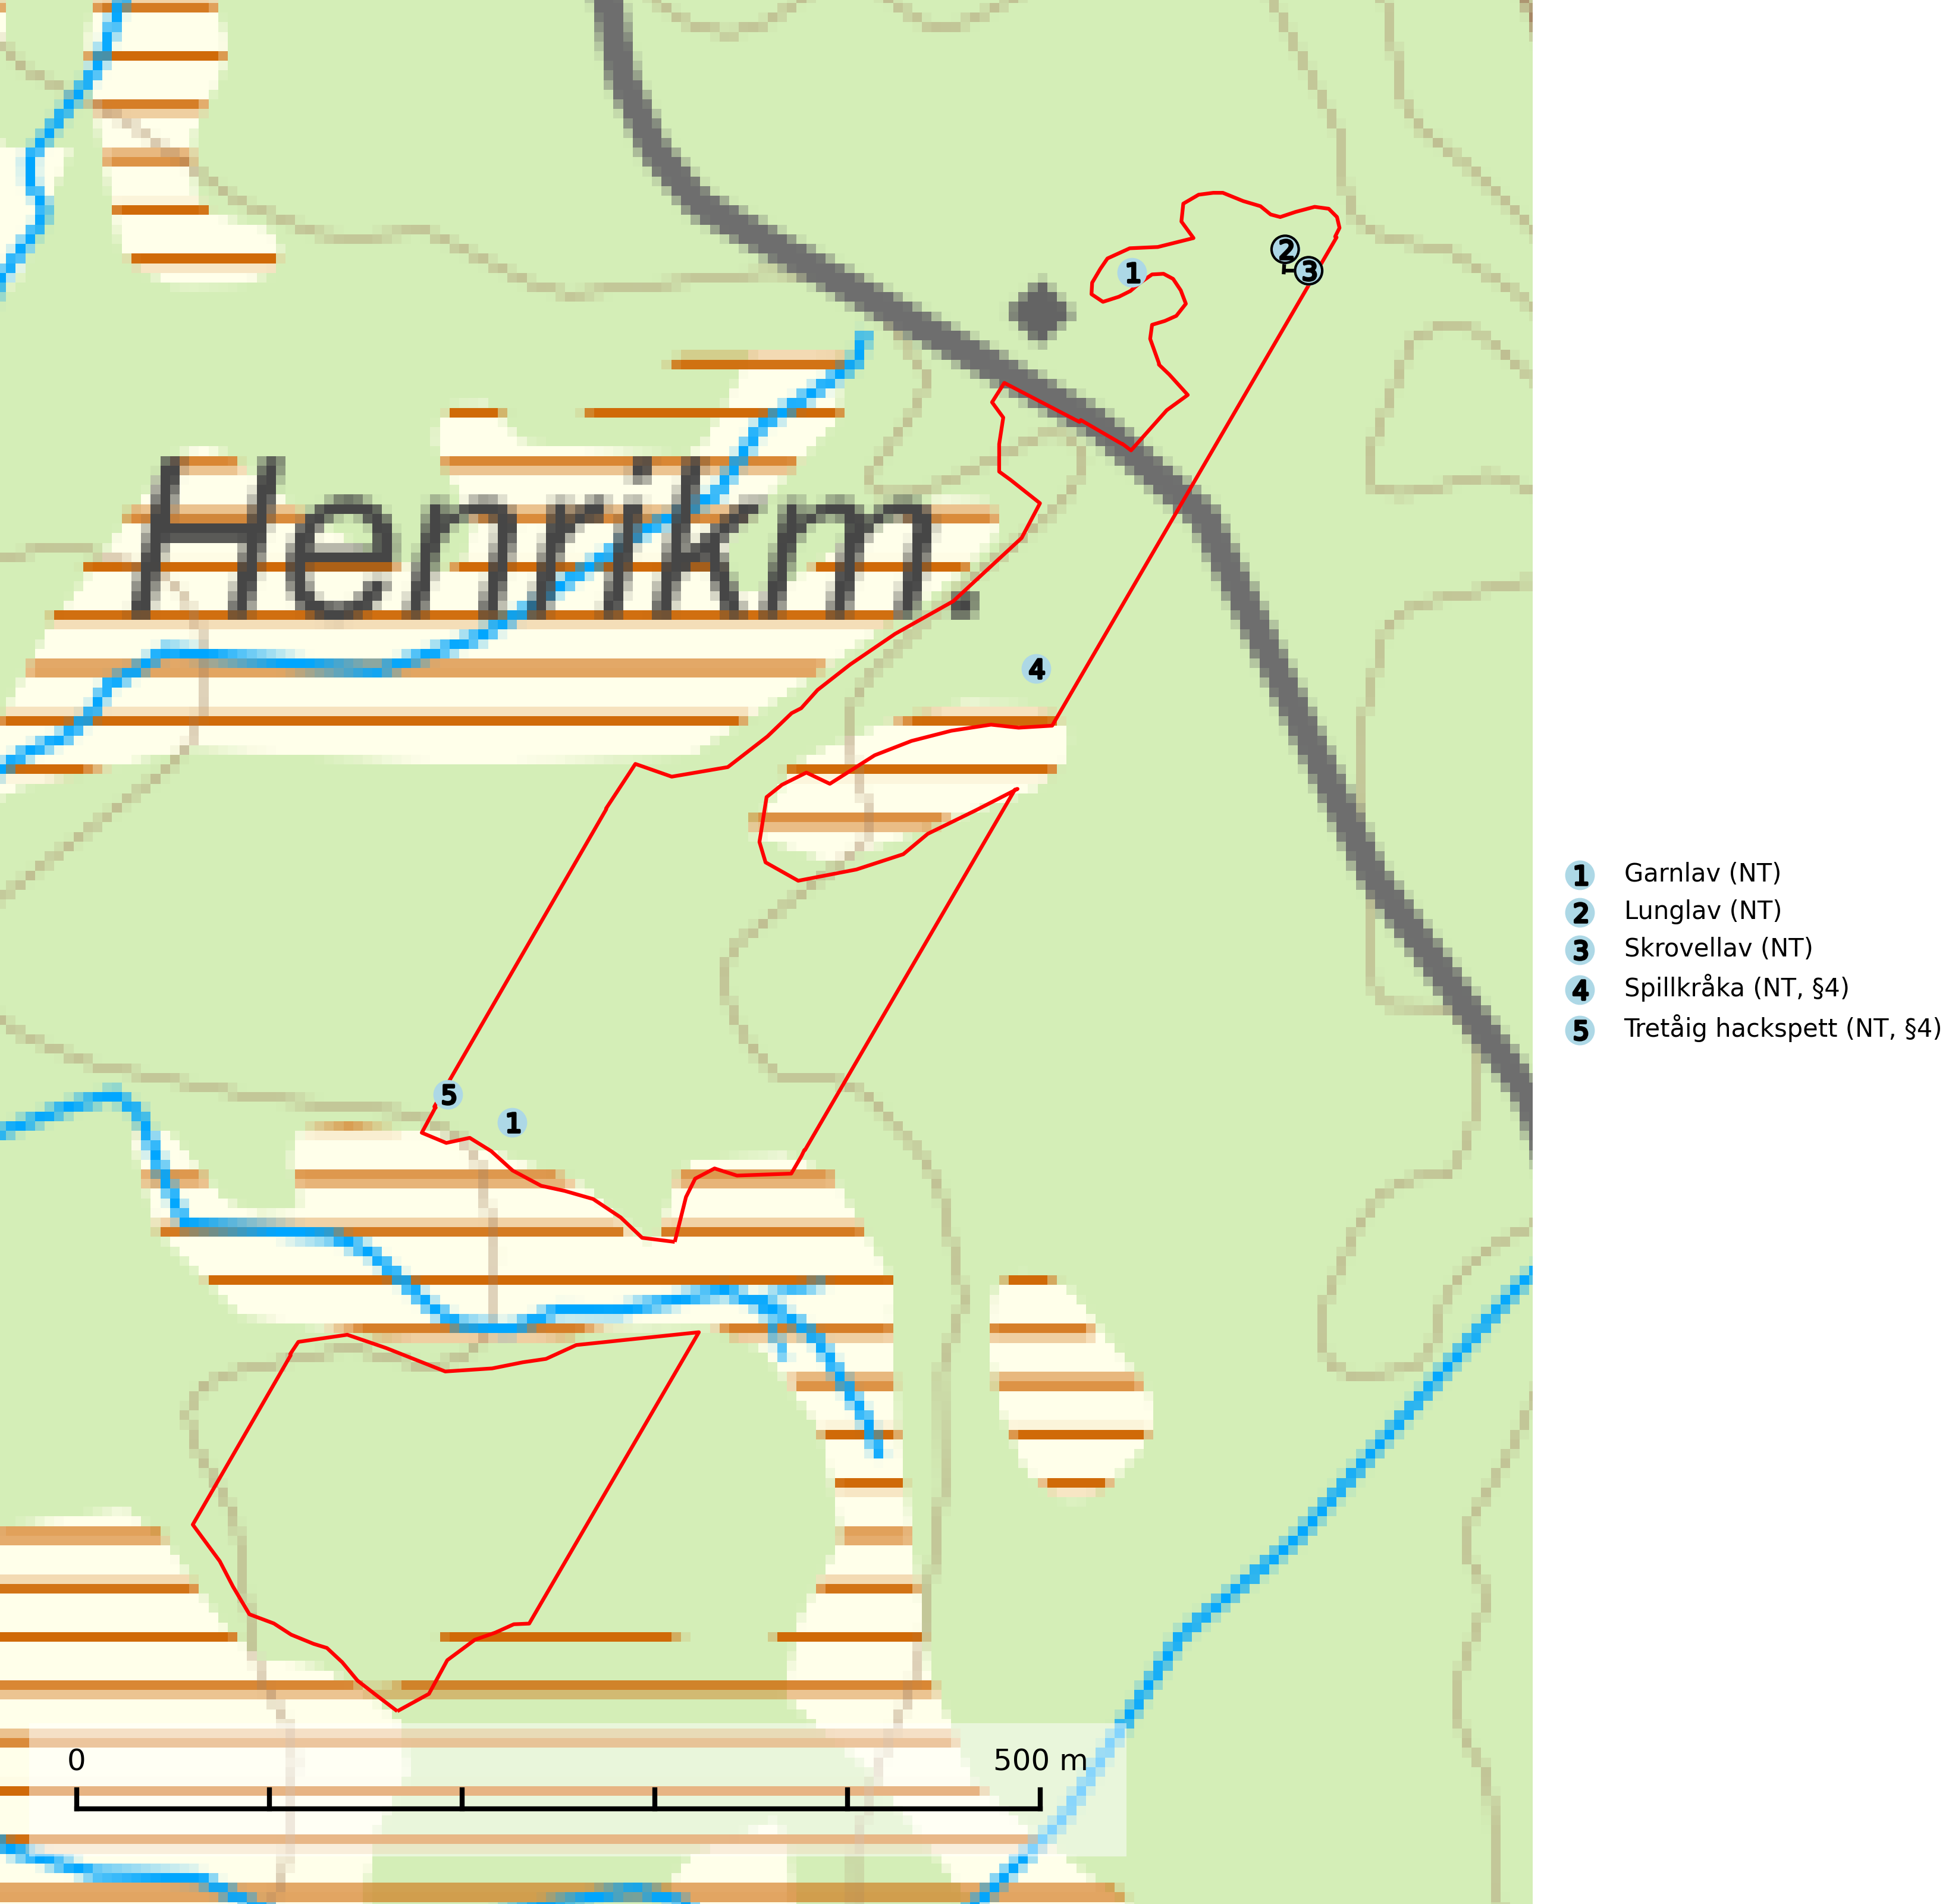 2
1
3
Henrikm.
4
1 Garnlav (NT)
2 Lunglav (NT)
3 Skrovellav (NT)
4 Spillkråka (NT, §4)
5 Tretåig hackspett (NT, §4)
5
1
0 500 m